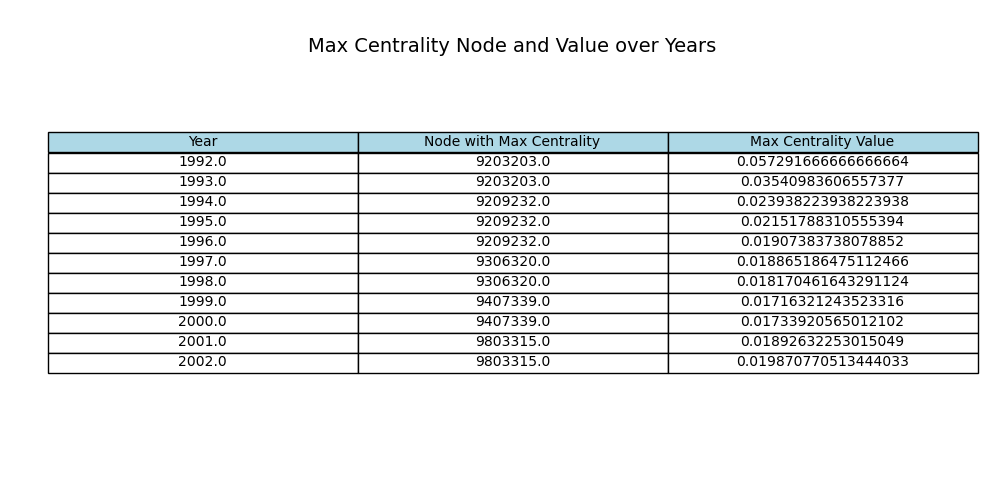 Max Centrality Node and Value over Years
Year Node with Max Centrality Max Centrality Value
1992.0 9203203.0 0.057291666666666664
1993.0 9203203.0 0.03540983606557377
1994.0 9209232.0 0.023938223938223938
1995.0 9209232.0 0.02151788310555394
1996.0 9209232.0 0.01907383738078852
1997.0 9306320.0 0.018865186475112466
1998.0 9306320.0 0.018170461643291124
1999.0 9407339.0 0.01716321243523316
2000.0 9407339.0 0.01733920565012102
2001.0 9803315.0 0.01892632253015049
2002.0 9803315.0 0.019870770513444033